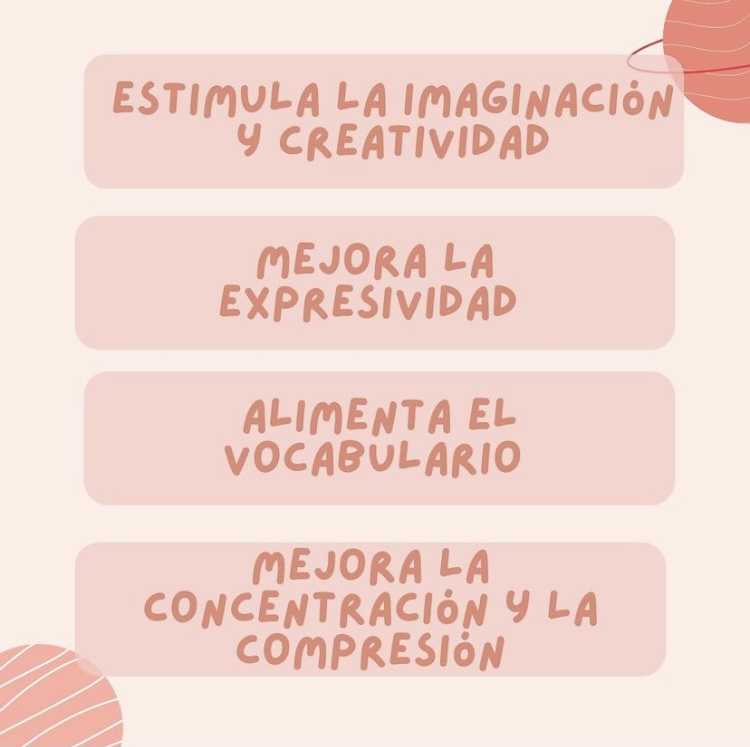 ESTIMULA LA IMAGINACIÓN
Y CREATIVIDAD
MEJORA LA
EXPRESIVIDAD
ALIMENTA EL
VOCABULARIO
MEJORA LA
CONCENTRACIÓN Y LA
COMPRESIÓN